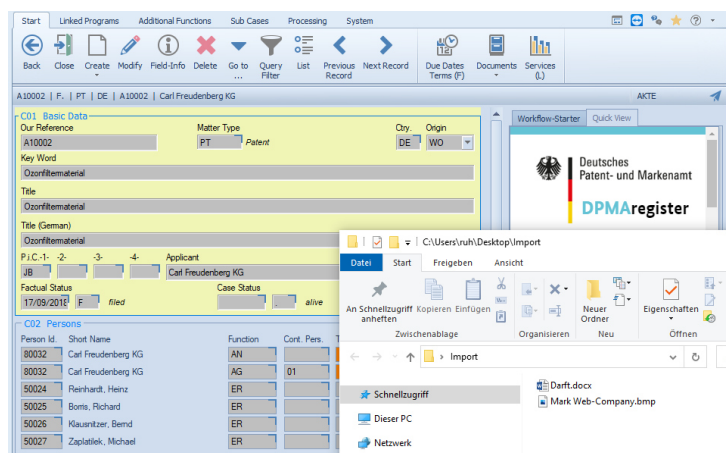 Start Linked Programs Additional Functions Sub Cases Processing System
Back Close Create Modify Field-Info Delete Go to ... Query Filter List Previous Record Next Record Due Dates Terms (F) Documents Services (L)
A10002 | F. | PT | DE | A10002 | Carl Freudenberg KG AKTE
C01 Basic Data
Our Reference Matter Type Ctry. Origin
A10002 PT Patent DE WO
Key Word
Ozonfiltermaterial
Title
Ozonfiltermaterial
Title (German)
Ozonfiltermaterial
P.i.C.-1- -2- -3- -4- Applicant
JB Carl Freudenberg KG
Factual Status Case Status
17/09/2018 F filed . alive
C02 Persons
Person Id. Short Name Function Cont. Pers.
80032 Carl Freudenberg KG AN
80032 Carl Freudenberg KG AG 01
50024 Reinhardt, Heinz ER
50025 Borris, Richard ER
50026 Klausnitzer, Bernd ER
50027 Zaplatilek, Michael ER
Workflow-Starter Quick View
Deutsches
Patent- und Markenamt
DPMAregister
C:\Users\ruh\Desktop\Import
Datei Start Freigeben Ansicht
An Schnellzugriff anheften Kopieren Einfügen Neuer Ordner Eigenschaften
Zwischenablage Organisieren Neu Öffnen
Import
Schnellzugriff
Dieser PC
Netzwerk
Darft.docx
Mark Web-Company.bmp